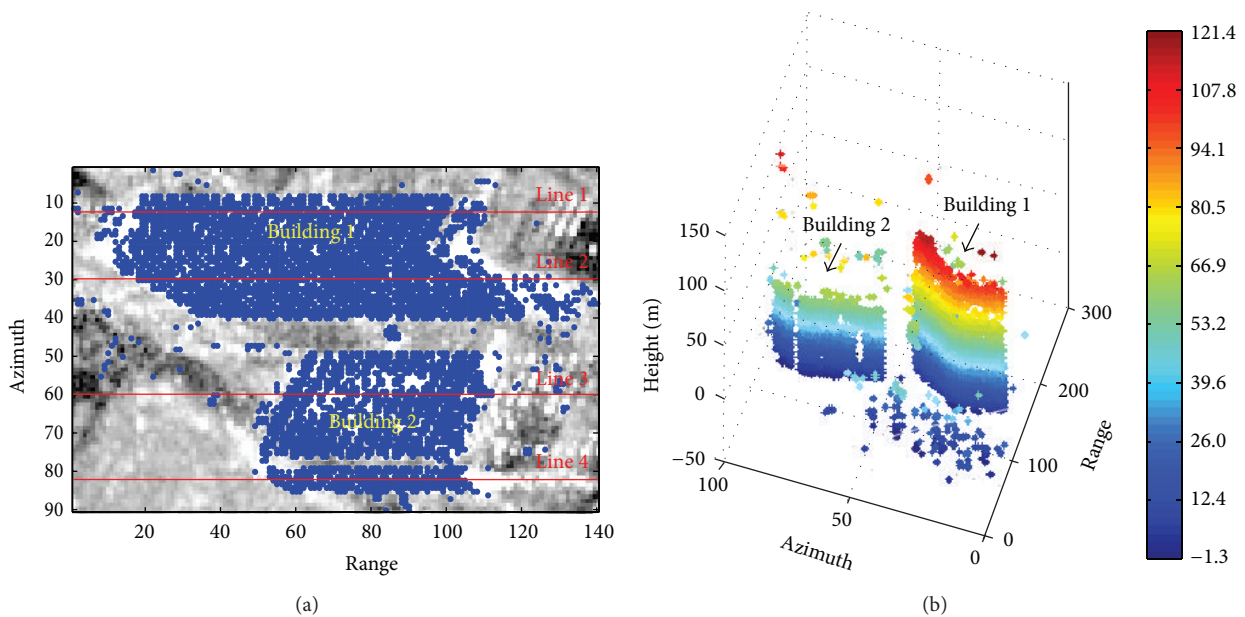 Line 1
Building 1
Line 2
Line 3
Building 2
Line 4
10
20
30
40
50
60
70
80
90
Azimuth
20
40
60
80
100
120
140
Range
(a)
Building 1
Building 2
150
100
50
0
−50
Height (m)
100
50
0
Azimuth
0
100
200
300
Range
121.4
107.8
94.1
80.5
66.9
53.2
39.6
26.0
12.4
−1.3
(b)